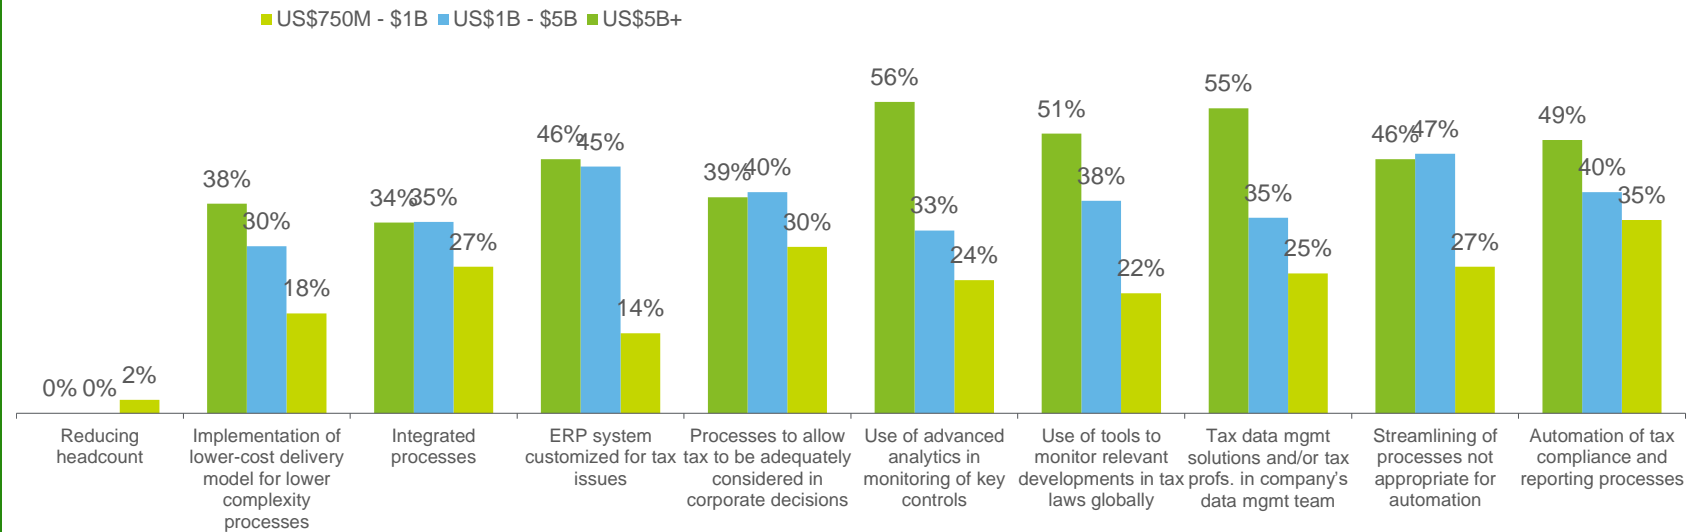 US$750M - $1B US$1B - $5B US$5B+
0% 0% 2%
38% 30% 18%
34% 35% 27%
46% 45% 14%
39% 40% 30%
56% 33% 24%
51% 38% 22%
55% 35% 25%
46% 47% 27%
49% 40% 35%
Reducing
headcount
Implementation of
lower-cost delivery
model for lower
complexity
processes
Integrated
processes
ERP system
customized for tax
issues
Processes to allow
tax to be adequately
considered in
corporate decisions
Use of advanced
analytics in
monitoring of key
controls
Use of tools to
monitor relevant
developments in tax
laws globally
Tax data mgmt
solutions and/or tax
profs. in company's
data mgmt team
Streamlining of
processes not
appropriate for
automation
Automation of tax
compliance and
reporting processes